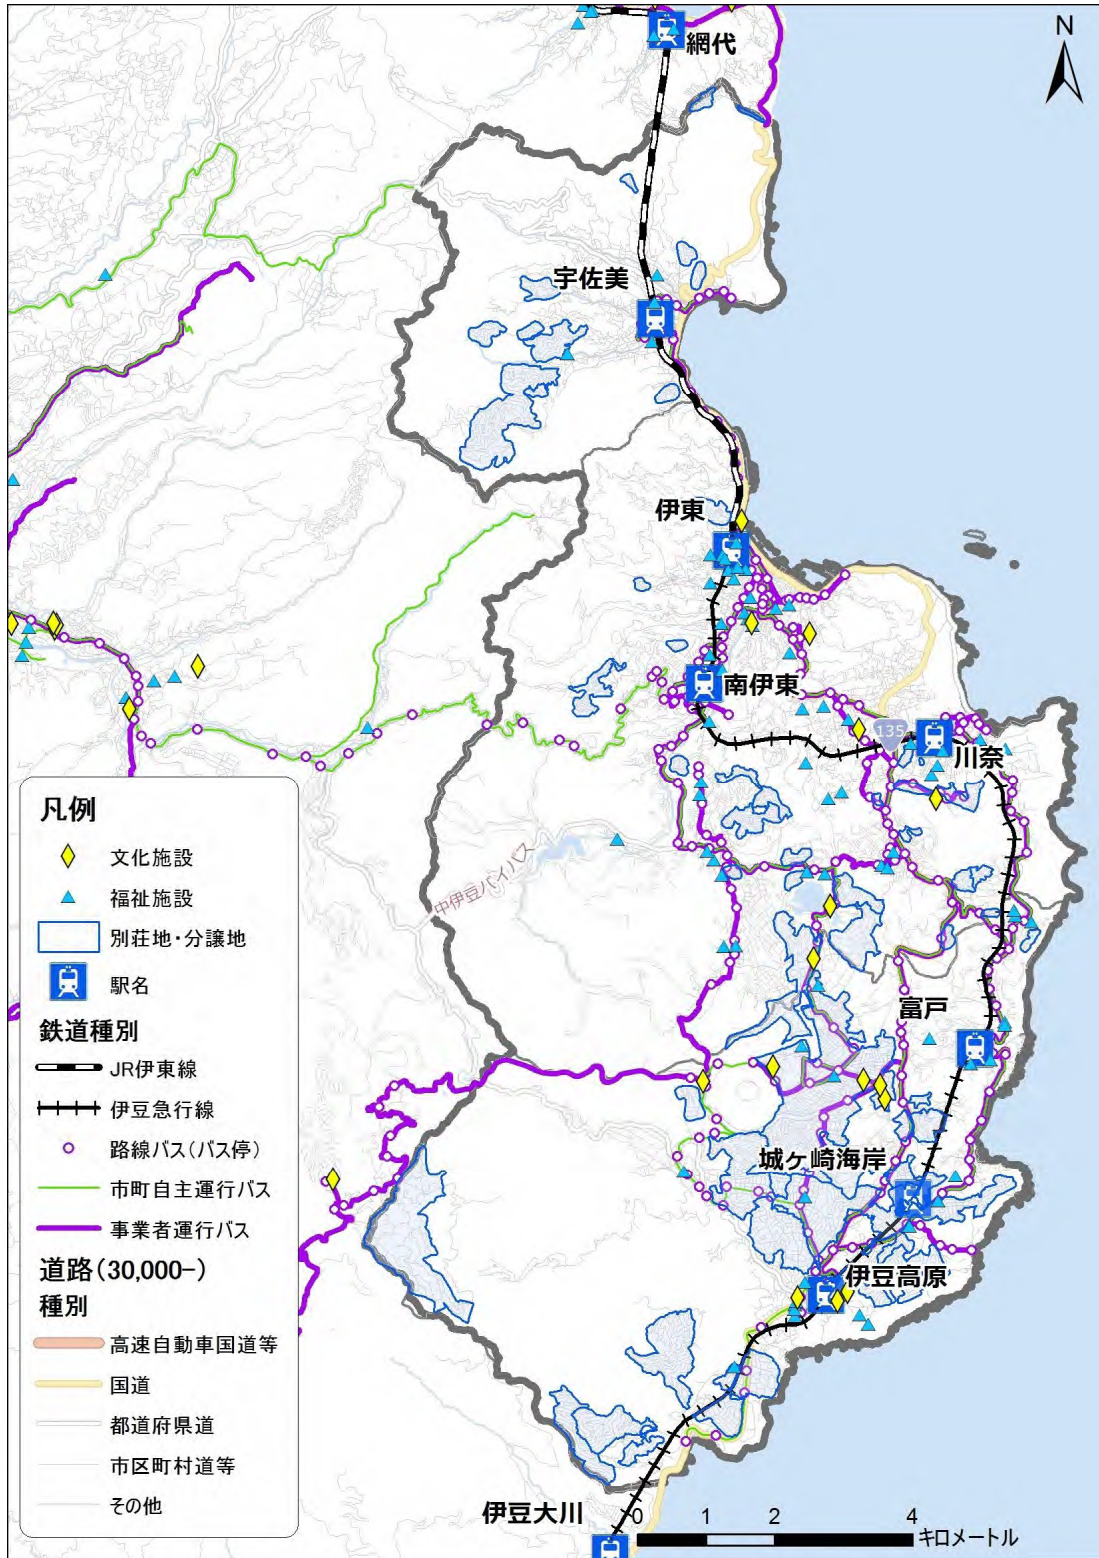 N
網代
宇佐美
伊東
南伊東
135
川奈
中伊豆バイパス
富戸
城ヶ崎海岸
伊豆高原
伊豆大川
凡例
文化施設
福祉施設
別荘地・分譲地
駅名
鉄道種別
JR伊東線
伊豆急行線
路線バス(バス停)
市町自主運行バス
事業者運行バス
道路(30,000-)
種別
高速自動車国道等
国道
都道府県道
市区町村道等
その他
0 1 2 4
キロメートル